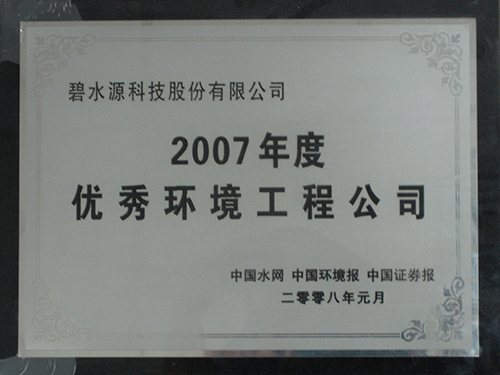 碧水源科技股份有限公司
2007年度
优秀环境工程公司
中国水网 中国环境报 中国证券报
二零零八年元月